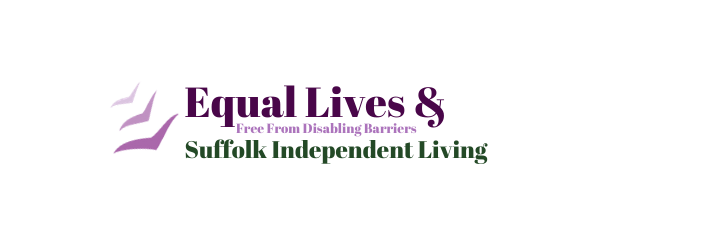 Equal Lives &
Free From Disabling Barriers
Suffolk Independent Living